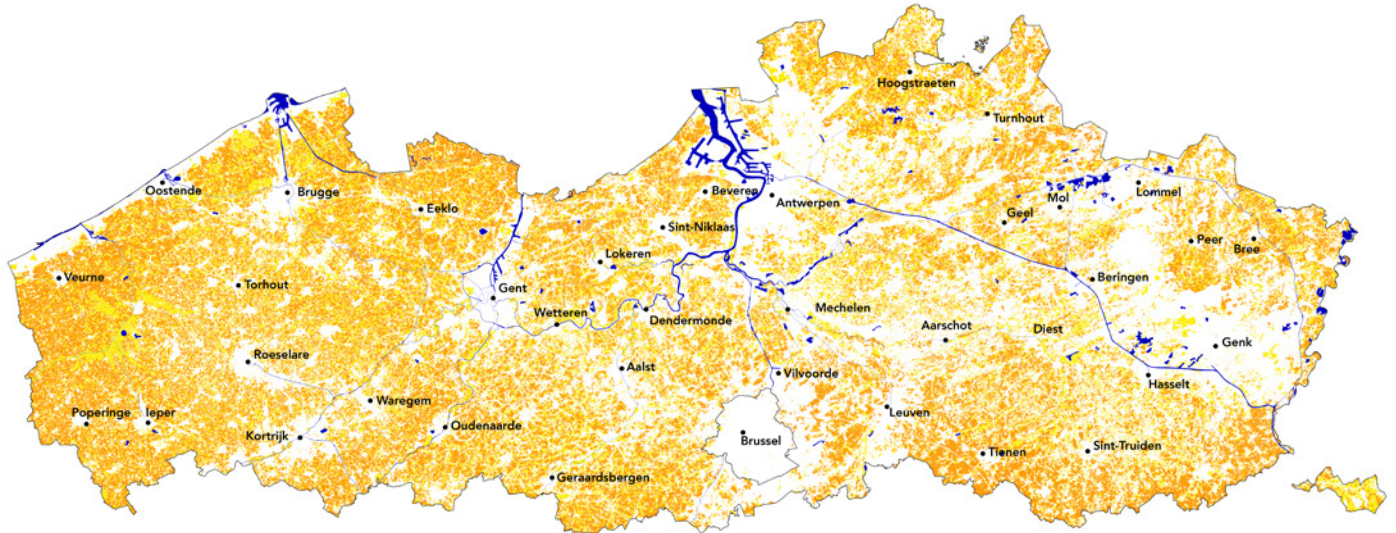 Hoogstraeten
Turnhout
Oostende
Brugge
Beveren
Antwerpen
Lommel
Mol
Eeklo
Geel
Sint-Niklaas
Peer
Bree
Lokeren
Veurne
Torhout
Beringen
Gent
Wetteren
Dendermonde
Mechelen
Aarschot
Diest
Genk
Roeselare
Aalst
Vilvoorde
Hasselt
Waregem
Poperinge
Ieper
Leuven
Kortrijk
Oudenaarde
Brussel
Tienen
Sint-Truiden
Geraardsbergen